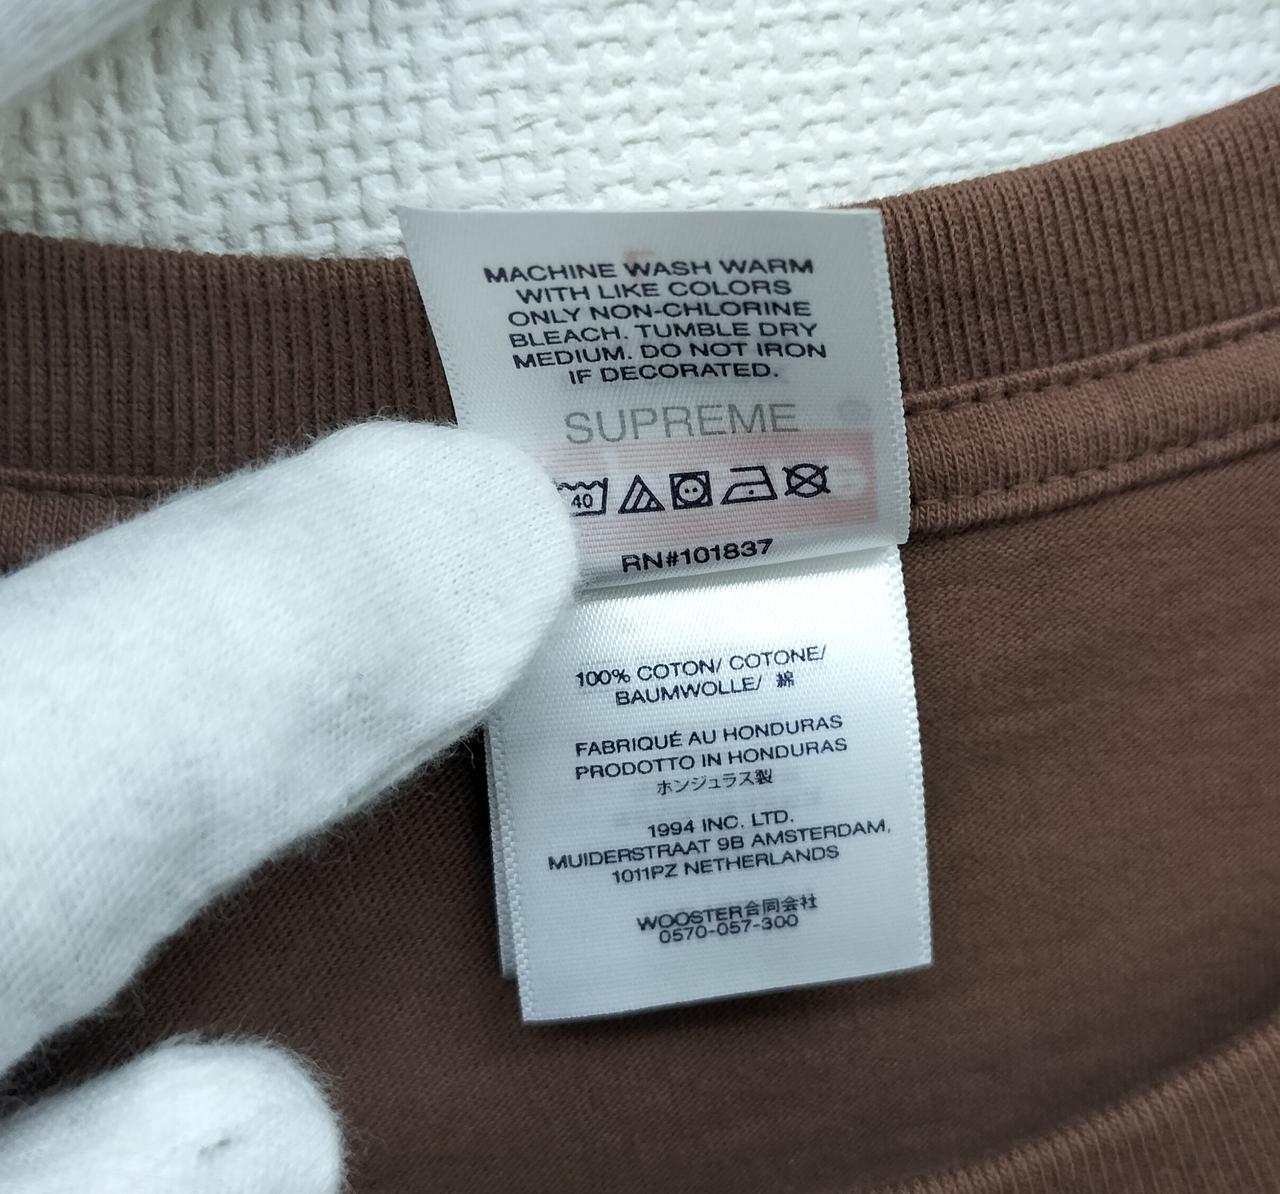 MACHINE WASH WARM
WITH LIKE COLORS
ONLY NON-CHLORINE
BLEACH. TUMBLE DRY
MEDIUM. DO NOT IRON
IF DECORATED.
SUPREME
40
RN#101837
100% COTON/ COTONE/
BAUMWOLLE/ 綿
FABRIQUÉ AU HONDURAS
PRODOTTO IN HONDURAS
ホンジュラス製
1994 INC. LTD.
MUIDERSTRAAT 9B AMSTERDAM,
1011PZ NETHERLANDS
WOOSTER合同会社
0570-057-300